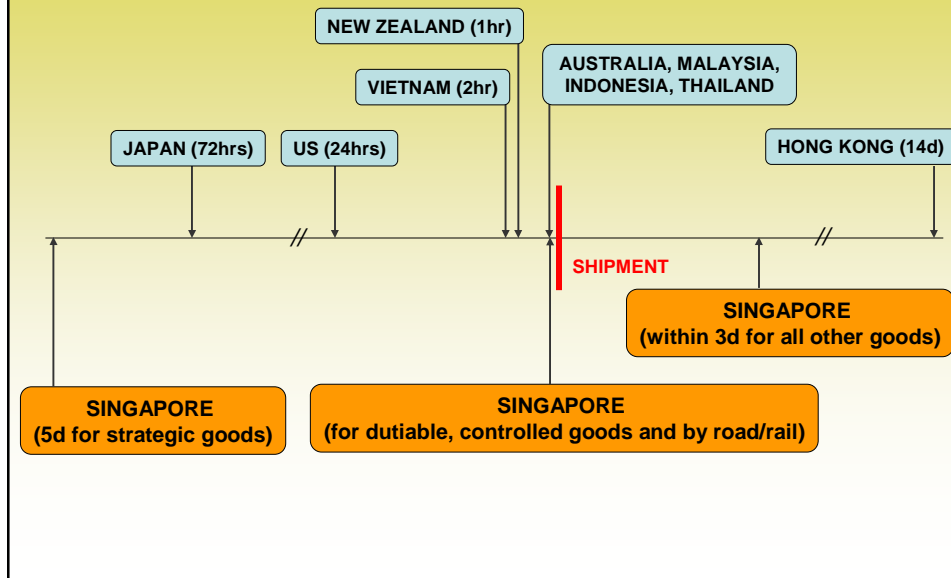 NEW ZEALAND (1hr)
AUSTRALIA, MALAYSIA,
INDONESIA, THAILAND
VIETNAM (2hr)
JAPAN (72hrs)
US (24hrs)
HONG KONG (14d)
SHIPMENT
SINGAPORE
(within 3d for all other goods)
SINGAPORE
(5d for strategic goods)
SINGAPORE
(for dutiable, controlled goods and by road/rail)